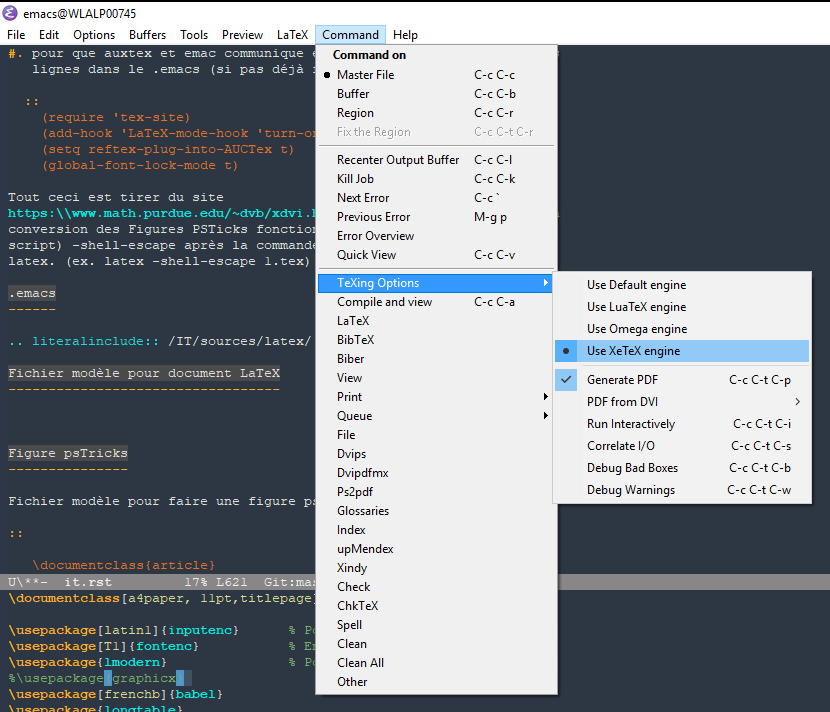 emacs@WLALP00745
File Edit Options Buffers Tools Preview LaTeX Command Help
#. pour que auxtex et emac communique
lignes dans le .emacs (si pas déjà
::
(require 'tex-site)
(add-hook 'LaTeX-mode-hook 'turn-on
(setq reftex-plug-into-AUCTex t)
(global-font-lock-mode t)
Tout ceci est tirer du site
https:\\www.math.purdue.edu/~dvb/xdvi.
conversion des Figures PSTicks fonction
script) -shell-escape après la commande
latex. (ex. latex -shell-escape 1.tex)
.emacs
------
.. literalinclude:: /IT/sources/latex/
Fichier modèle pour document LaTeX
----------------------------------
Figure psTricks
---------------
Fichier modèle pour faire une figure ps
::
\documentclass{article}
U\**- it.rst 17% L621 Git:mas
\documentclass[a4paper, 11pt,titlepage]
\usepackage[latin1]{inputenc} % Po
\usepackage[T1]{fontenc} % En
\usepackage{lmodern} % Po
%\usepackage{graphicx}
\usepackage[frenchb]{babel}
\usepackage{longtable}
Command on
Master File C-c C-c
Buffer C-c C-b
Region C-c C-r
Fix the Region C-c C-t C-r
Recenter Output Buffer C-c C-l
Kill Job C-c C-k
Next Error C-c `
Previous Error M-g p
Error Overview
Quick View C-c C-v
TeXing Options
Compile and view C-c C-a
LaTeX
BibTeX
Biber
View
Print
Queue
File
Dvips
Dvipdfmx
Ps2pdf
Glossaries
Index
upMendex
Xindy
Check
ChkTeX
Spell
Clean
Clean All
Other
Use Default engine
Use LuaTeX engine
Use Omega engine
Use XeTeX engine
Generate PDF C-c C-t C-p
PDF from DVI
Run Interactively C-c C-t C-i
Correlate I/O C-c C-t C-s
Debug Bad Boxes C-c C-t C-b
Debug Warnings C-c C-t C-w